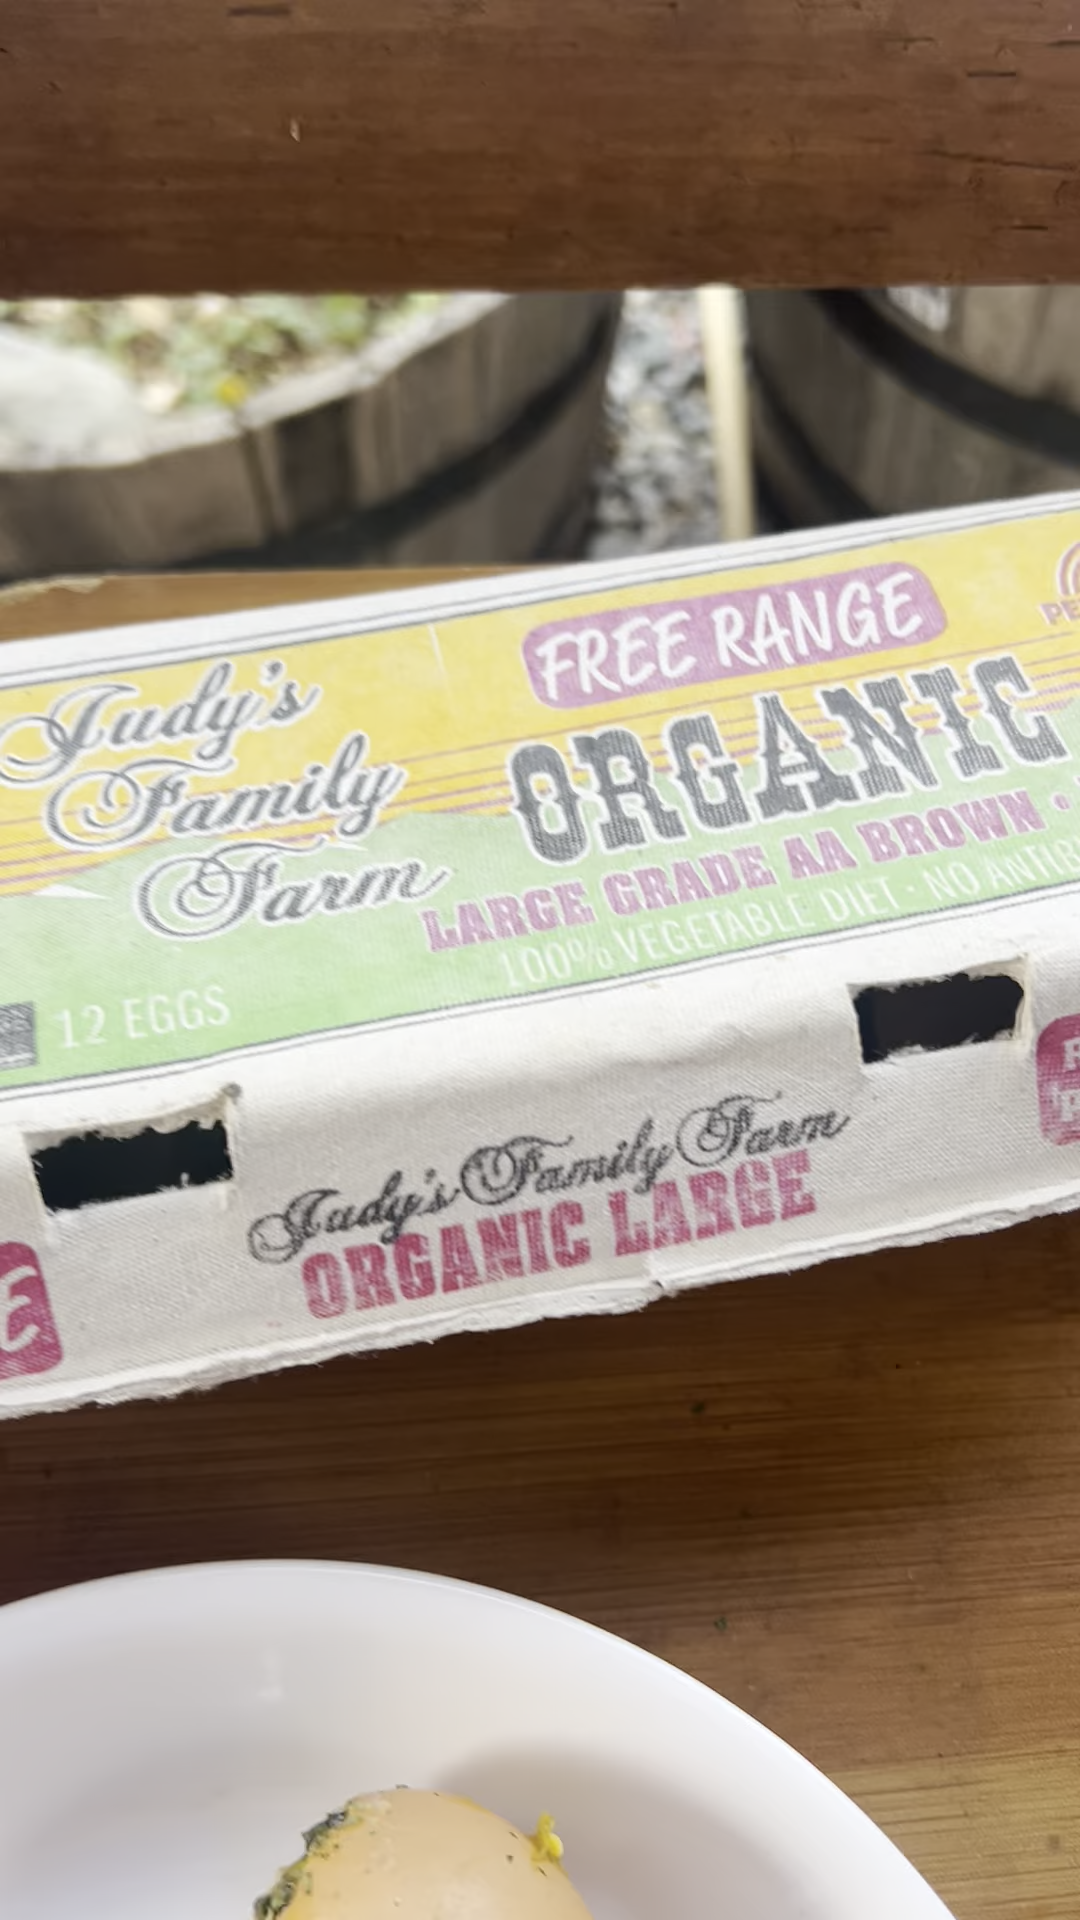 Judy's
Family
Farm
FREE RANGE
ORGANIC
LARGE GRADE AA BROWN •
100% VEGETABLE DIET · NO
12 EGGS
Judy's Family Farm
ORGANIC LARGE